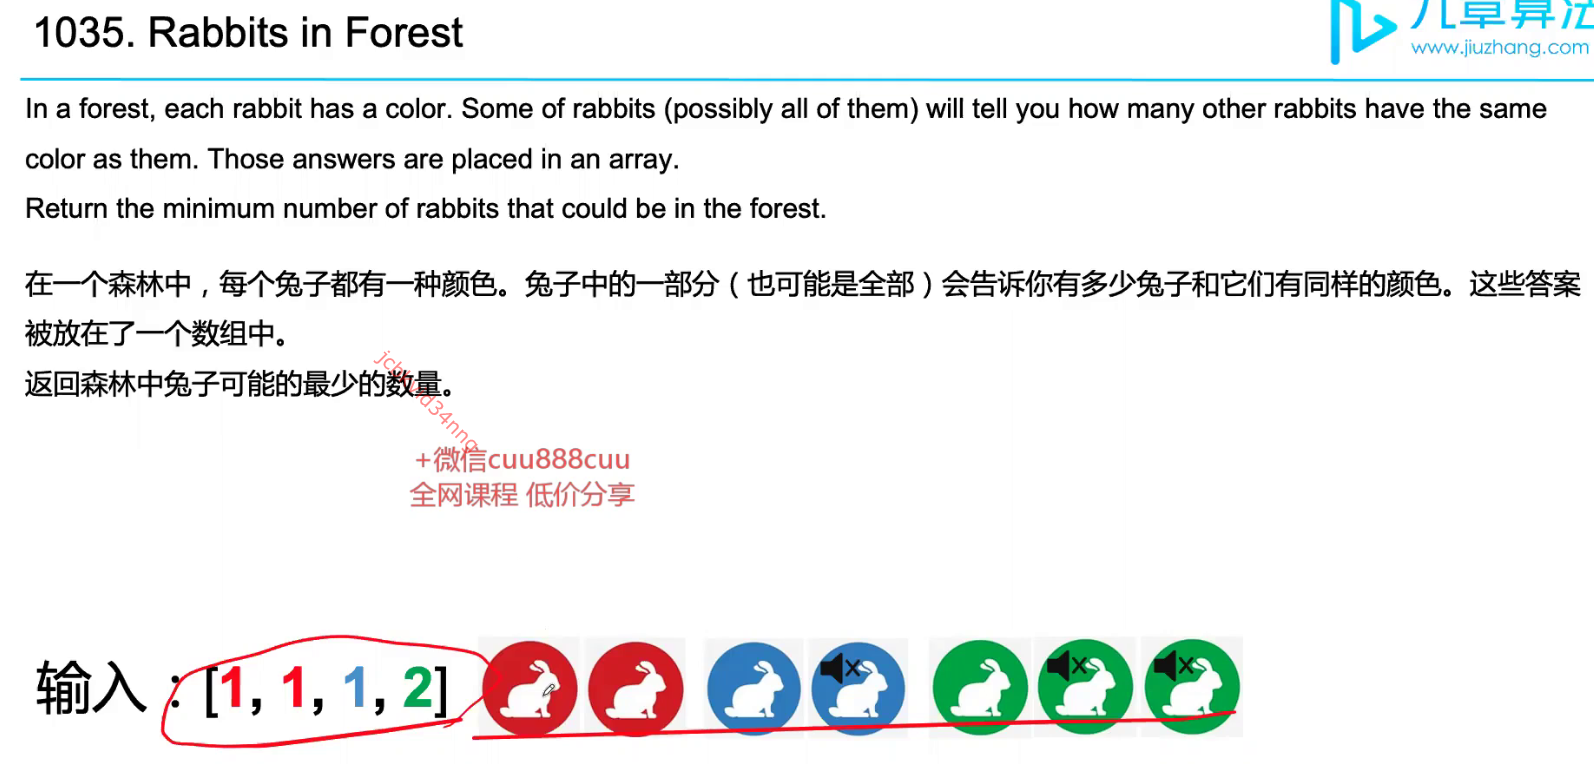 1035. Rabbits in Forest
九章算法
www.jiuzhang.com
In a forest, each rabbit has a color. Some of rabbits (possibly all of them) will tell you how many other rabbits have the same
color as them. Those answers are placed in an array.
Return the minimum number of rabbits that could be in the forest.
在一个森林中，每个兔子都有一种颜色。兔子中的一部分（也可能是全部）会告诉你有多少兔子和它们有同样的颜色。这些答案
被放在了一个数组中。
返回森林中兔子可能的最少的数量。
+微信cuu888cuu
全网课程 低价分享
输入：[1, 1, 1, 2]